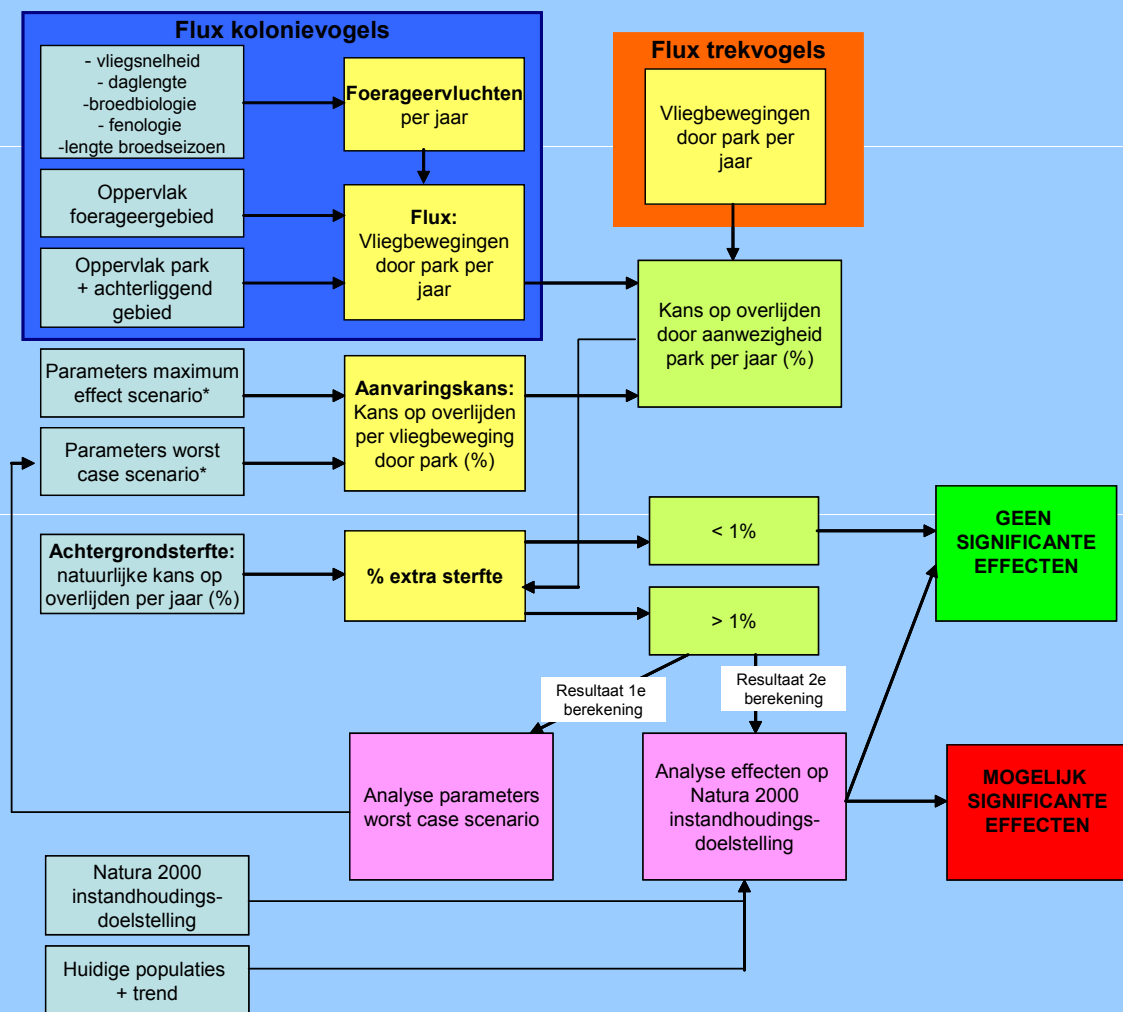 Flux kolonievogels
- vliegsnelheid
- daglengte
-broedbiologie
- fenologie
-lengte broedseizoen
Foerageervluchten
per jaar
Oppervlak
foerageergebied
Flux:
Vliegbewegingen
door park per
jaar
Oppervlak park
+ achterliggend
gebied
Flux trekvogels
Vliegbewegingen
door park per
jaar
Kans op overlijden
door aanwezigheid
park per jaar (%)
Parameters maximum
effect scenario*
Aanvaringskans:
Kans op overlijden
per vliegbeweging
door park (%)
Parameters worst
case scenario*
Achtergrondsterfte:
natuurlijke kans op
overlijden per jaar (%)
% extra sterfte
< 1%
> 1%
GEEN
SIGNIFICANTE
EFFECTEN
Resultaat 1e
berekening
Resultaat 2e
berekening
Analyse parameters
worst case scenario
Analyse effecten op
Natura 2000
instandhoudings-
doelstelling
MOGELIJK
SIGNIFICANTE
EFFECTEN
Natura 2000
instandhoudings-
doelstelling
Huidige populaties
+ trend